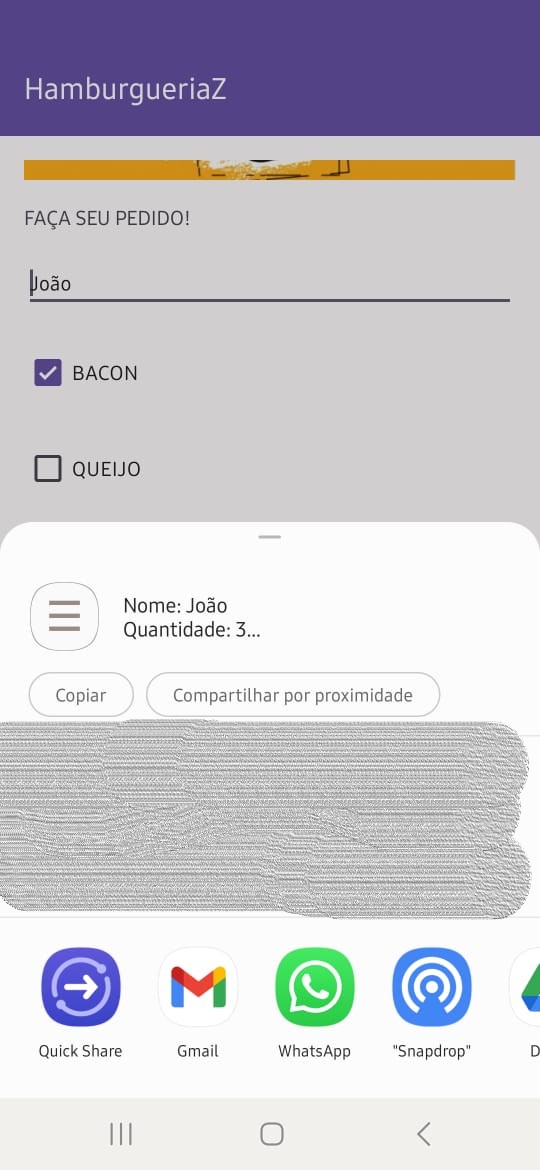 HamburgueriaZ
FAÇA SEU PEDIDO!
João
BACON
QUEIJO
Nome: João
Quantidade: 3...
Copiar
Compartilhar por proximidade
Quick Share
Gmail
WhatsApp
"Snapdrop"
D